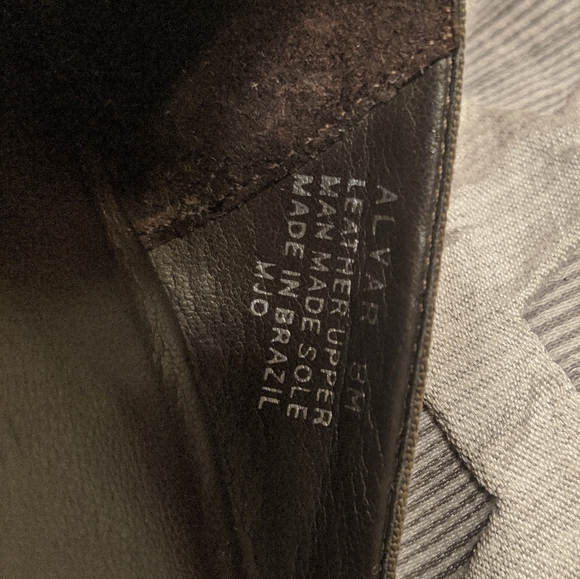 ALVAR 8M
LEATHER UPPER
MAN MADE SOLE
MADE IN BRAZIL
MJO